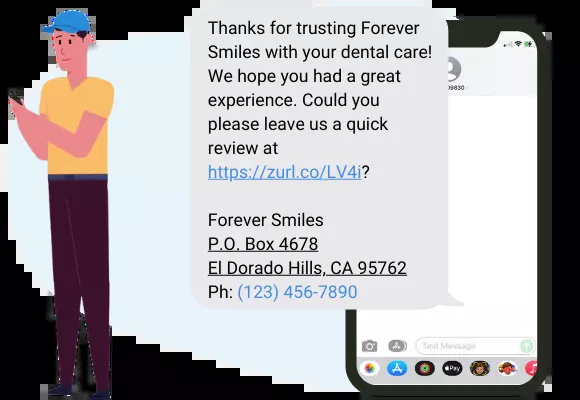 Thanks for trusting Forever
Smiles with your dental care!
We hope you had a great
experience. Could you
please leave us a quick
review at
https://zurl.co/LV4i?
Forever Smiles
P.O. Box 4678
El Dorado Hills, CA 95762
Ph: (123) 456-7890
09830
Text Message
Pay